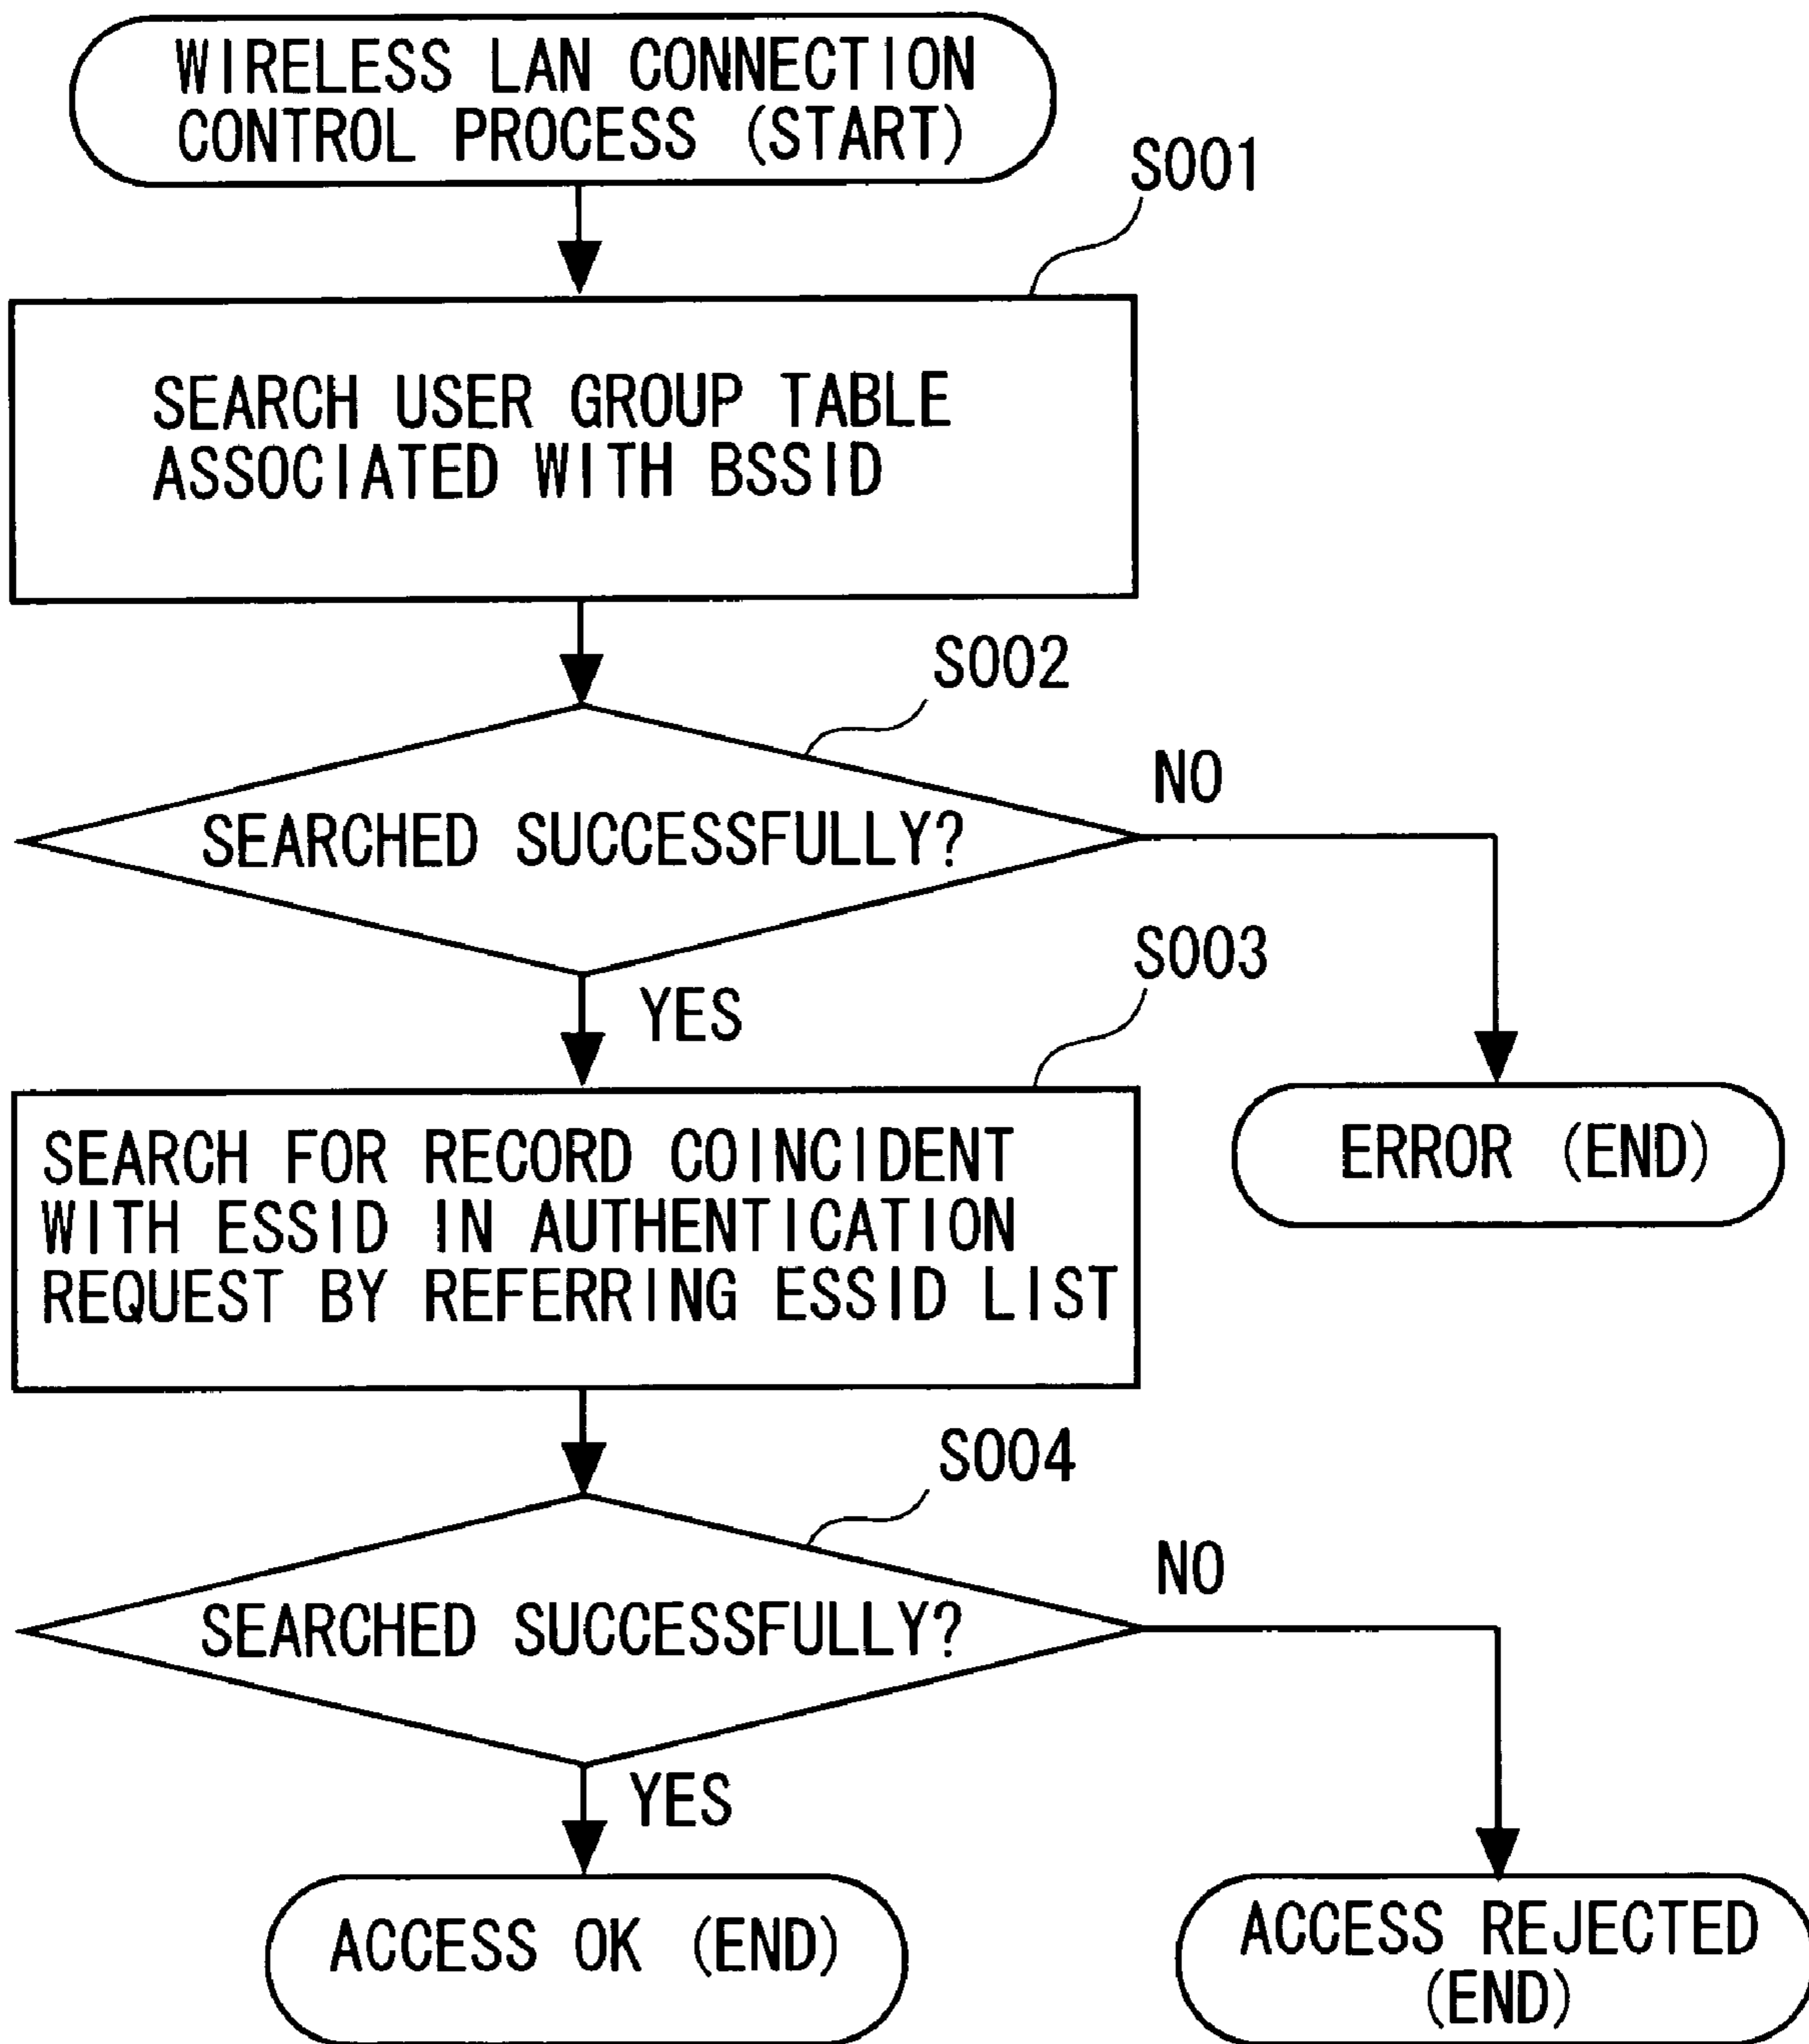 WIRELESS LAN CONNECTION
CONTROL PROCESS (START)
S001
SEARCH USER GROUP TABLE
ASSOCIATED WITH BSSID
S002
SEARCHED SUCCESSFULLY?
NO
YES
S003
SEARCH FOR RECORD COINCIDENT
WITH ESSID IN AUTHENTICATION
REQUEST BY REFERRING ESSID LIST
ERROR (END)
S004
SEARCHED SUCCESSFULLY?
NO
YES
ACCESS OK (END)
ACCESS REJECTED
(END)